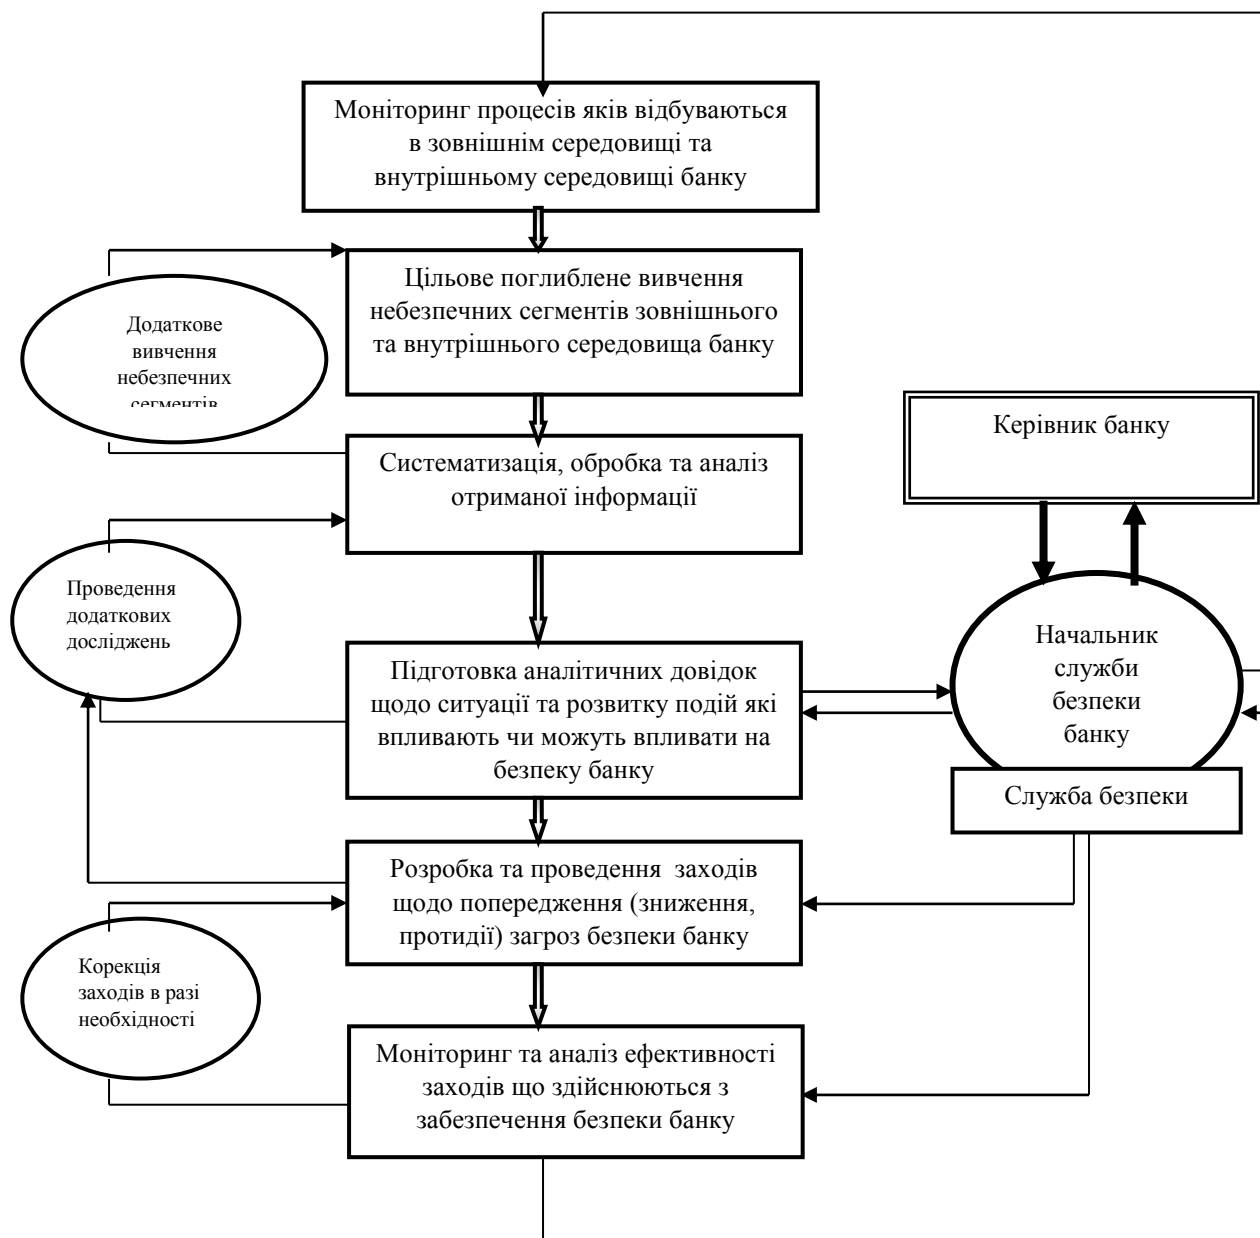 Моніторинг процесів яків відбуваються
в зовнішнім середовищі та
внутрішньому середовищі банку
Цільове поглиблене вивчення
небезпечних сегментів зовнішнього
та внутрішнього середовища банку
Додаткове
вивчення
небезпечних
сегментів
Керівник банку
Систематизація, обробка та аналіз
отриманої інформації
Проведення
додаткових
досліджень
Начальник
служби
безпеки
банку
Служба безпеки
Підготовка аналітичних довідок
щодо ситуації та розвитку подій які
впливають чи можуть впливати на
безпеку банку
Розробка та проведення  заходів
щодо попередження (зниження,
протидії) загроз безпеки банку
Корекція
заходів в разі
необхідності
Моніторинг та аналіз ефективності
заходів що здійснюються з
забезпечення безпеки банку